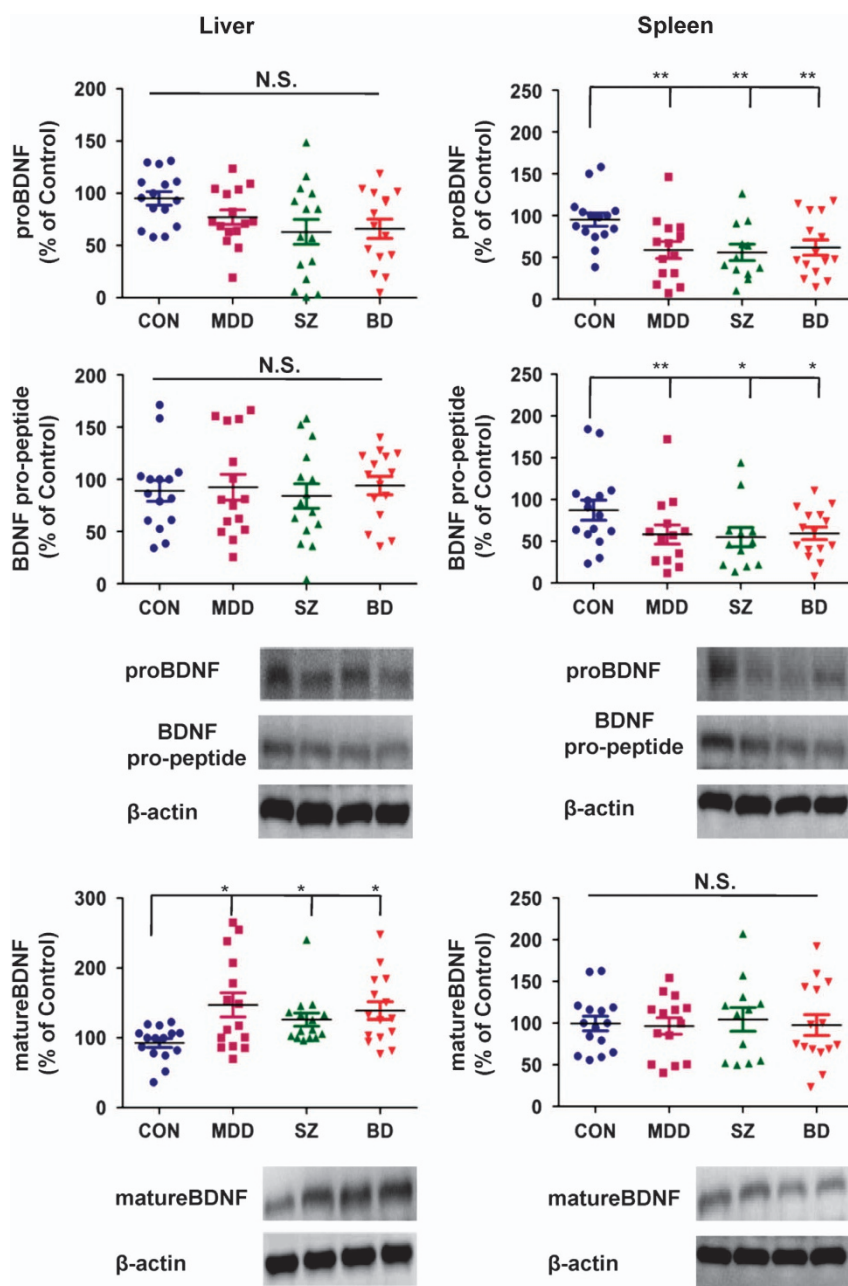 Liver
Spleen
N.S.
proBDNF
(% of Control)
200
150
100
50
0
CON MDD SZ BD
** ** **
proBDNF
(% of Control)
250
200
150
100
50
0
CON MDD SZ BD
N.S.
BDNF pro-peptide
(% of Control)
200
150
100
50
0
CON MDD SZ BD
** * *
BDNF pro-peptide
(% of Control)
250
200
150
100
50
0
CON MDD SZ BD
proBDNF
BDNF
pro-peptide
β-actin
proBDNF
BDNF
pro-peptide
β-actin
* * *
matureBDNF
(% of Control)
300
200
100
0
CON MDD SZ BD
N.S.
matureBDNF
(% of Control)
250
200
150
100
50
0
CON MDD SZ BD
matureBDNF
β-actin
matureBDNF
β-actin